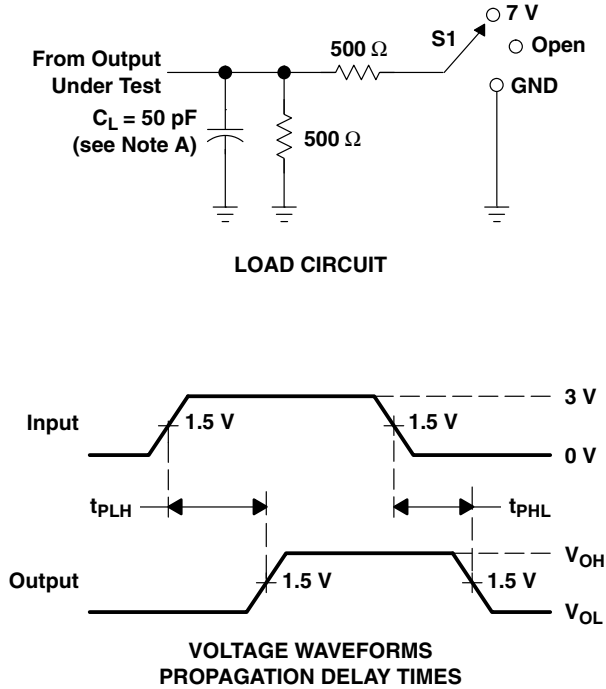 7 V
S1
Open
500 Ω
From Output
Under Test
GND
C_L = 50 pF
(see Note A)
500 Ω
LOAD CIRCUIT
3 V
Input
1.5 V
1.5 V
0 V
t_PLH
t_PHL
V_OH
Output
1.5 V
1.5 V
V_OL
VOLTAGE WAVEFORMS
PROPAGATION DELAY TIMES